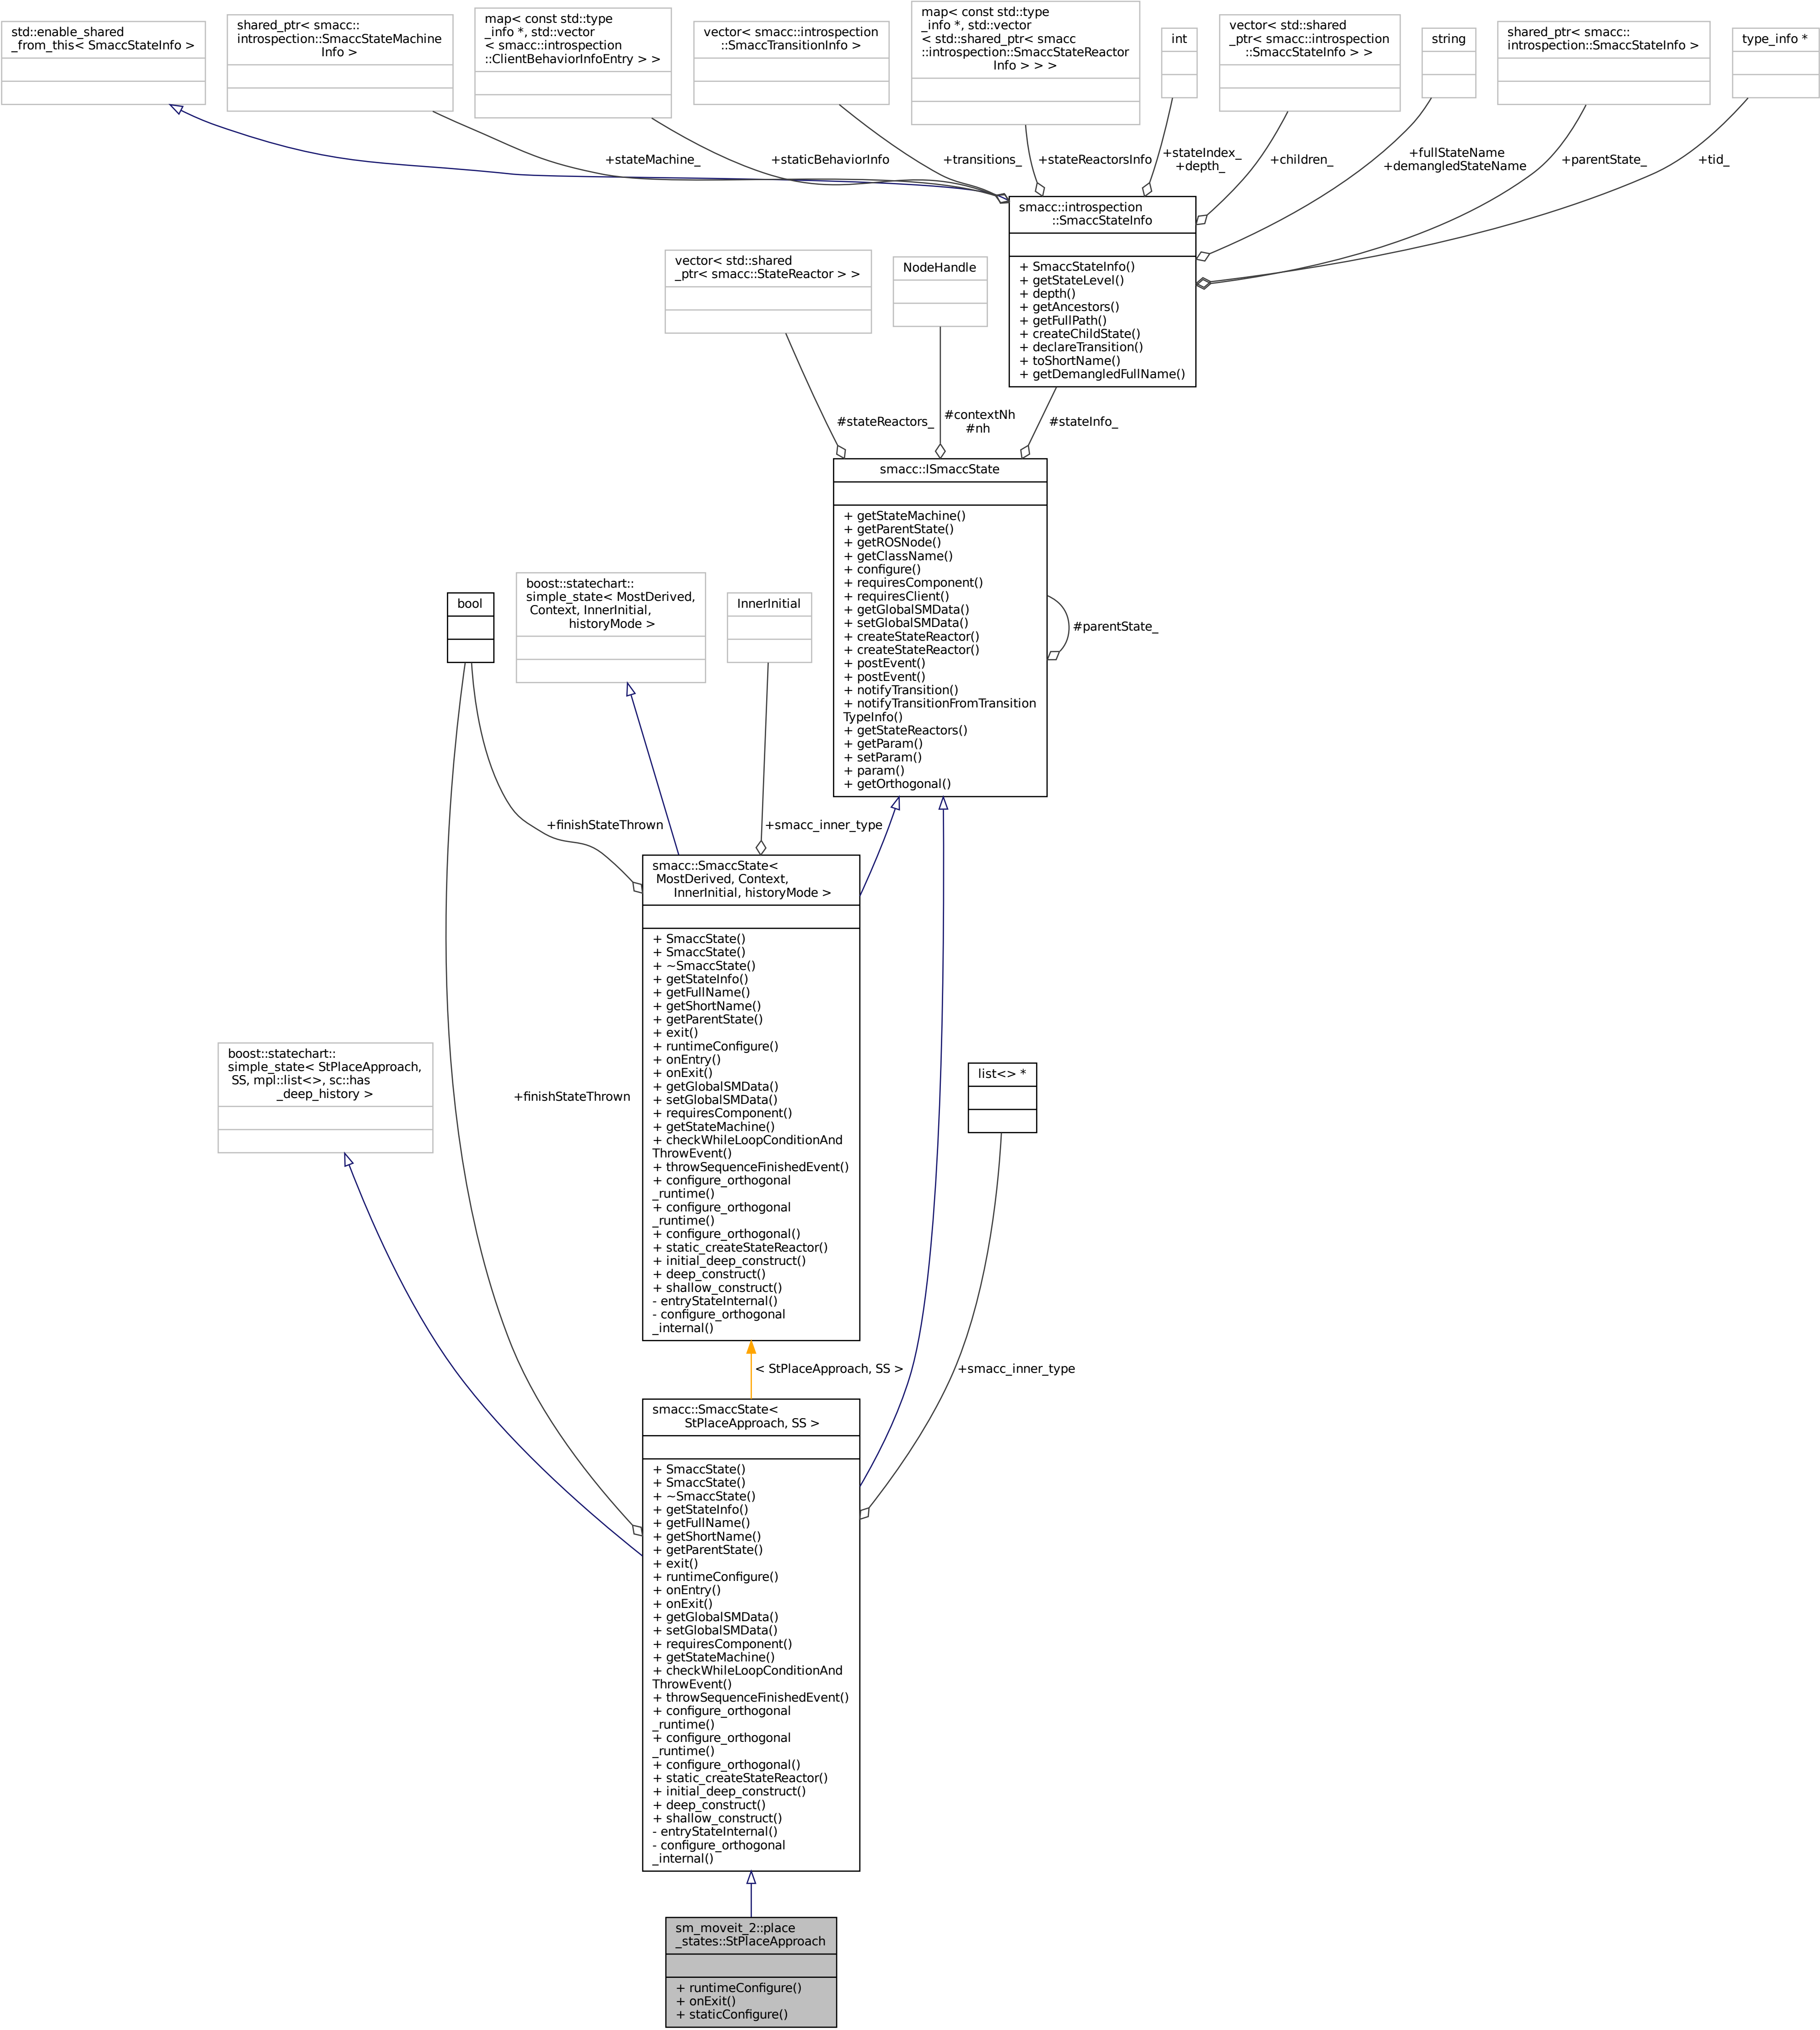 std::enable_shared
_from_this< SmaccStateInfo >
shared_ptr< smacc::
introspection::SmaccStateMachine
Info >
map< const std::type
_info *, std::vector
< smacc::introspection
::ClientBehaviorInfoEntry > >
vector< smacc::introspection
::SmaccTransitionInfo >
map< const std::type
_info *, std::vector
< std::shared_ptr< smacc
::introspection::SmaccStateReactor
Info > > >
int
vector< std::shared
_ptr< smacc::introspection
::SmaccStateInfo > >
string
shared_ptr< smacc::
introspection::SmaccStateInfo >
type_info *
+stateMachine_
+staticBehaviorInfo
+transitions_
+stateReactorsInfo
+stateIndex_
+depth_
+children_
+fullStateName
+demangledStateName
+parentState_
+tid_
smacc::introspection
::SmaccStateInfo
+ SmaccStateInfo()
+ getStateLevel()
+ depth()
+ getAncestors()
+ getFullPath()
+ createChildState()
+ declareTransition()
+ toShortName()
+ getDemangledFullName()
vector< std::shared
_ptr< smacc::StateReactor > >
NodeHandle
#stateReactors_
#contextNh
#nh
#stateInfo_
smacc::ISmaccState
+ getStateMachine()
+ getParentState()
+ getROSNode()
+ getClassName()
+ configure()
+ requiresComponent()
+ requiresClient()
+ getGlobalSMData()
+ setGlobalSMData()
+ createStateReactor()
+ createStateReactor()
+ postEvent()
+ postEvent()
+ notifyTransition()
+ notifyTransitionFromTransition
TypeInfo()
+ getStateReactors()
+ getParam()
+ setParam()
+ param()
+ getOrthogonal()
#parentState_
bool
boost::statechart::
simple_state< MostDerived,
Context, InnerInitial,
historyMode >
InnerInitial
+finishStateThrown
+smacc_inner_type
smacc::SmaccState<
MostDerived, Context,
InnerInitial, historyMode >
+ SmaccState()
+ SmaccState()
+ ~SmaccState()
+ getStateInfo()
+ getFullName()
+ getShortName()
+ getParentState()
+ exit()
+ runtimeConfigure()
+ onEntry()
+ onExit()
+ getGlobalSMData()
+ setGlobalSMData()
+ requiresComponent()
+ getStateMachine()
+ checkWhileLoopConditionAnd
ThrowEvent()
+ throwSequenceFinishedEvent()
+ configure_orthogonal
_runtime()
+ configure_orthogonal
_runtime()
+ configure_orthogonal()
+ static_createStateReactor()
+ initial_deep_construct()
+ deep_construct()
+ shallow_construct()
- entryStateInternal()
- configure_orthogonal
_internal()
boost::statechart::
simple_state< StPlaceApproach,
SS, mpl::list<>, sc::has
_deep_history >
+finishStateThrown
list<> *
< StPlaceApproach, SS >
+smacc_inner_type
smacc::SmaccState<
StPlaceApproach, SS >
+ SmaccState()
+ SmaccState()
+ ~SmaccState()
+ getStateInfo()
+ getFullName()
+ getShortName()
+ getParentState()
+ exit()
+ runtimeConfigure()
+ onEntry()
+ onExit()
+ getGlobalSMData()
+ setGlobalSMData()
+ requiresComponent()
+ getStateMachine()
+ checkWhileLoopConditionAnd
ThrowEvent()
+ throwSequenceFinishedEvent()
+ configure_orthogonal
_runtime()
+ configure_orthogonal
_runtime()
+ configure_orthogonal()
+ static_createStateReactor()
+ initial_deep_construct()
+ deep_construct()
+ shallow_construct()
- entryStateInternal()
- configure_orthogonal
_internal()
sm_moveit_2::place
_states::StPlaceApproach
+ runtimeConfigure()
+ onExit()
+ staticConfigure()